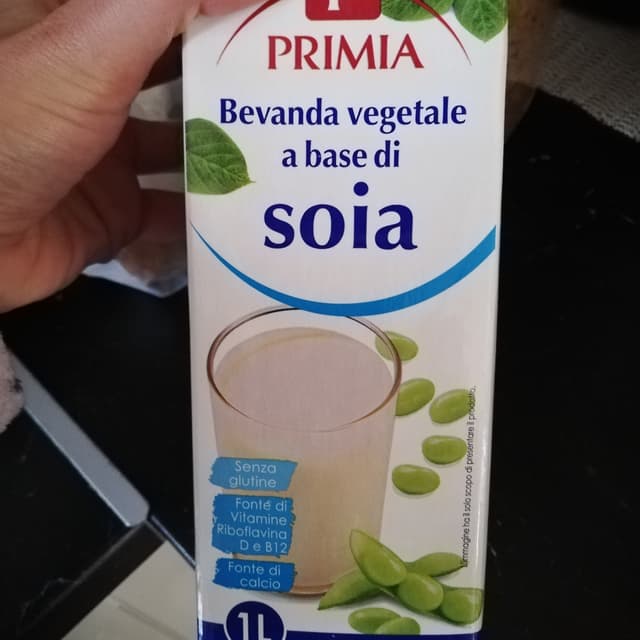 PRIMIA
Bevanda vegetale
a base di
soia
Senza
glutine
Fonte di
Vitamine
Riboflavina
D e B12
Fonte di
calcio
L'immagine ha il solo scopo di presentare il prodotto.
1L